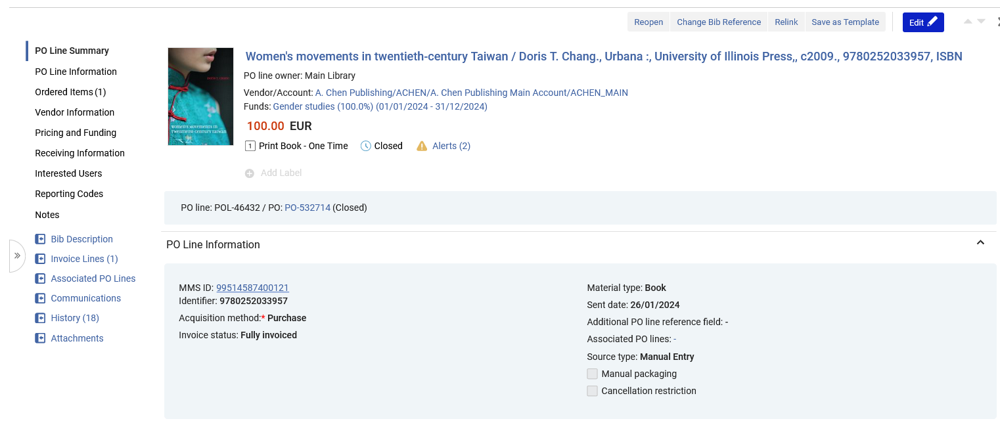 Reopen
Change Bib Reference
Relink
Save as Template
Edit
PO Line Summary
PO Line Information
Ordered Items (1)
Vendor Information
Pricing and Funding
Receiving Information
Interested Users
Reporting Codes
Notes
Bib Description
Invoice Lines (1)
Associated PO Lines
Communications
History (18)
Attachments
Women's movements in
twentieth-century Taiwan
Women's movements in twentieth-century Taiwan / Doris T. Chang., Urbana :, University of Illinois Press,, c2009., 9780252033957, ISBN
PO line owner: Main Library
Vendor/Account: A. Chen Publishing/ACHEN/A. Chen Publishing Main Account/ACHEN_MAIN
Funds: Gender studies (100.0%) (01/01/2024 - 31/12/2024)
100.00 EUR
1 Print Book - One Time Closed Alerts (2)
Add Label
PO line: POL-46432 / PO: PO-532714 (Closed)
PO Line Information
MMS ID: 99514587400121
Identifier: 9780252033957
Acquisition method:* Purchase
Invoice status: Fully invoiced
Material type: Book
Sent date: 26/01/2024
Additional PO line reference field: -
Associated PO lines: -
Source type: Manual Entry
Manual packaging
Cancellation restriction